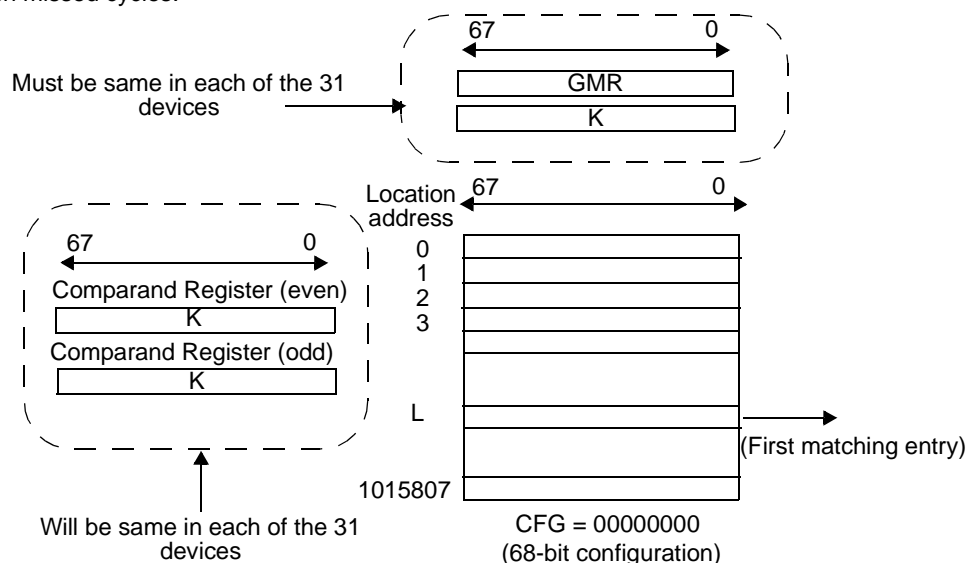 67 0
Must be same in each of the 31
devices
GMR
K
Location
address
67 0
67 0
Comparand Register (even)
K
Comparand Register (odd)
K
0
1
2
3
L
(First matching entry)
1015807
Will be same in each of the 31
devices
CFG = 00000000
(68-bit configuration)